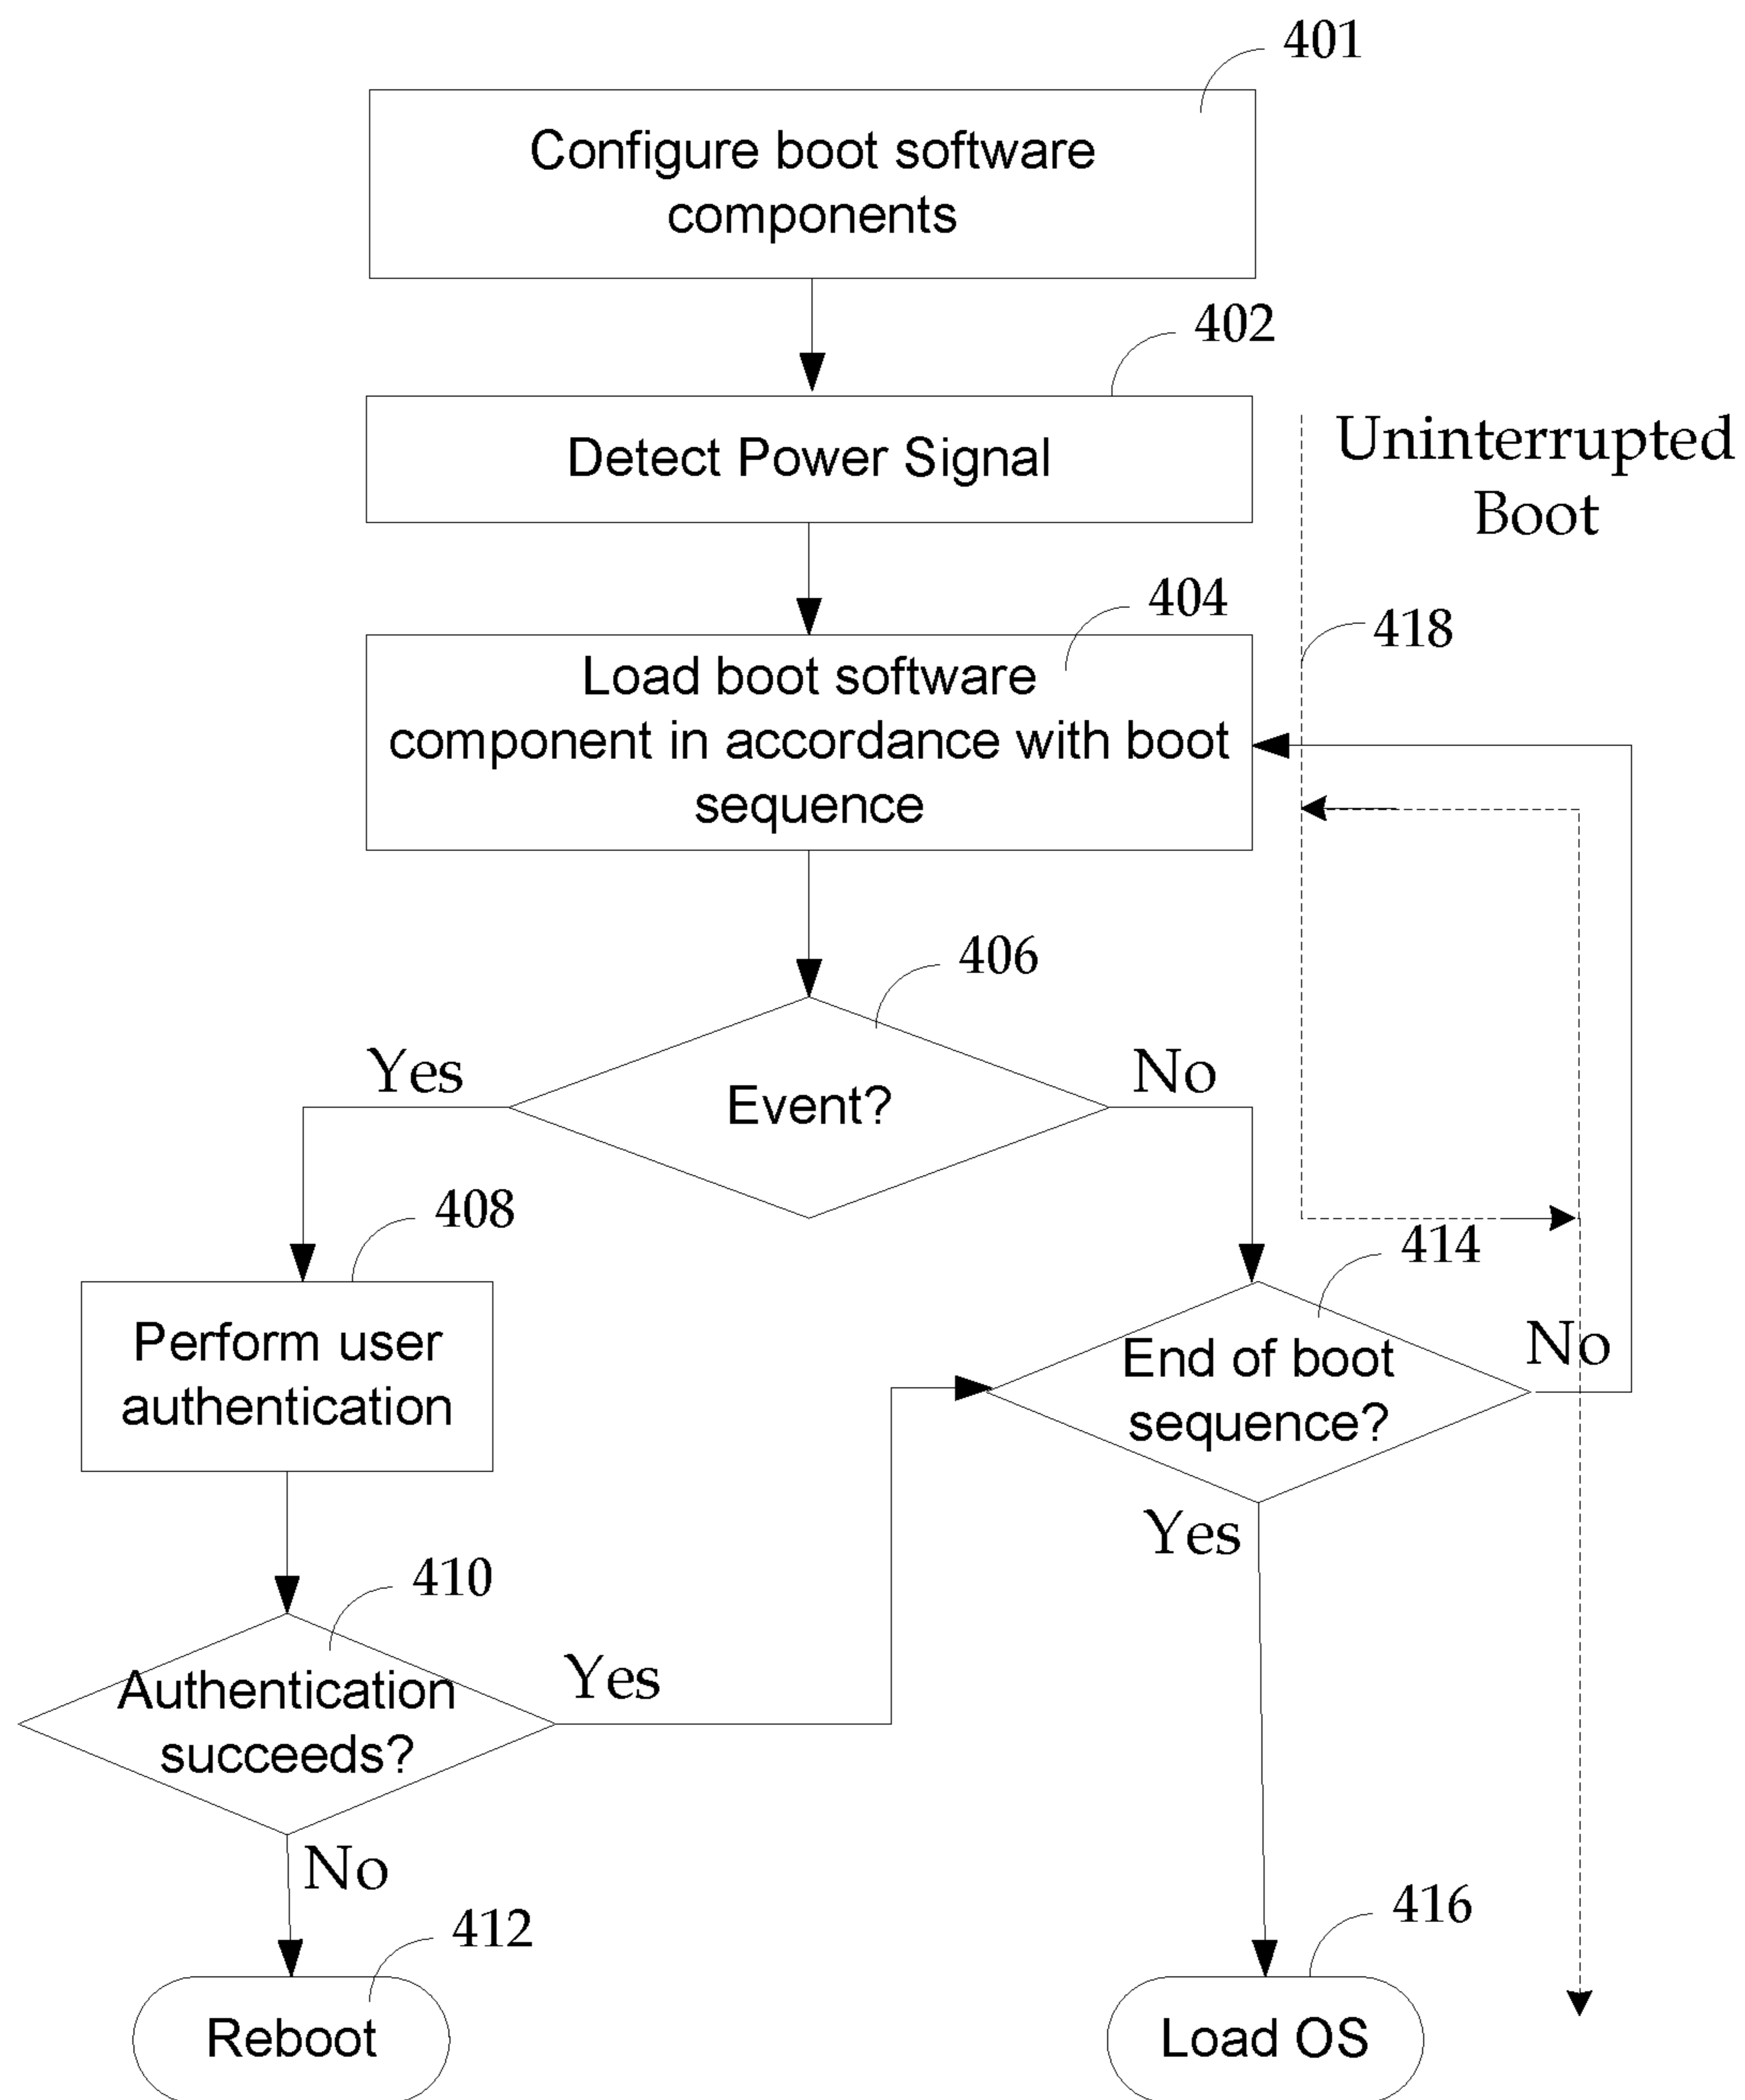 401
Configure boot software
components
402
Detect Power Signal
Uninterrupted
Boot
404
418
Load boot software
component in accordance with boot
sequence
406
Yes
No
Event?
408
414
Perform user
authentication
End of boot
sequence?
No
Yes
410
Authentication
succeeds?
Yes
No
412
416
Reboot
Load OS